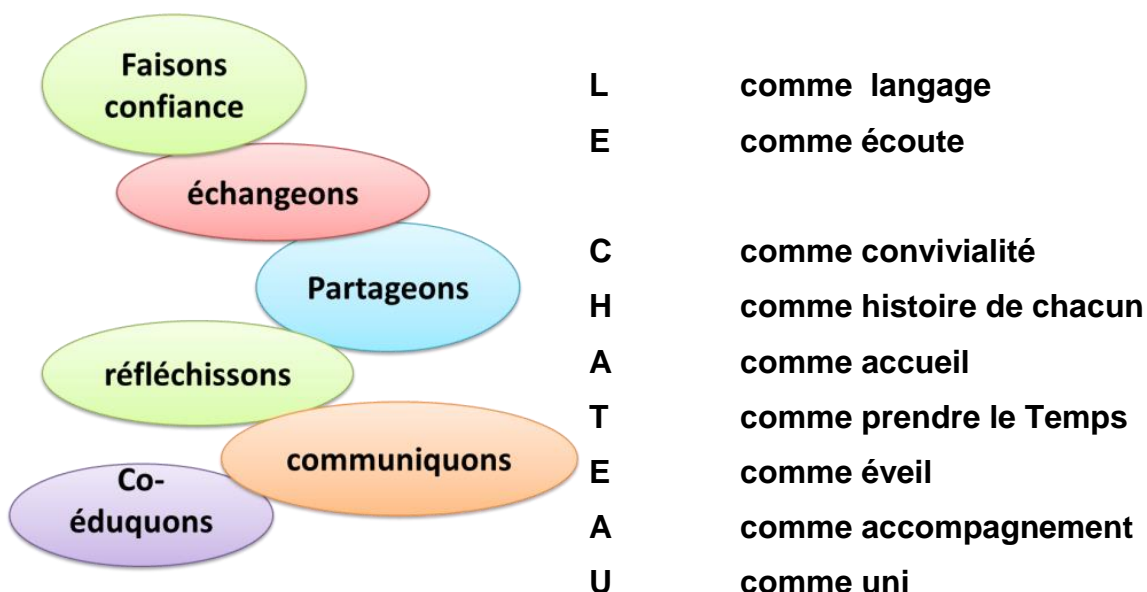 Faisons
confiance
échangeons
Partageons
réfléchissons
communiquons
Co-
éduquons
L comme langage
E comme écoute
C comme convivialité
H comme histoire de chacun
A comme accueil
T comme prendre le Temps
E comme éveil
A comme accompagnement
U comme uni